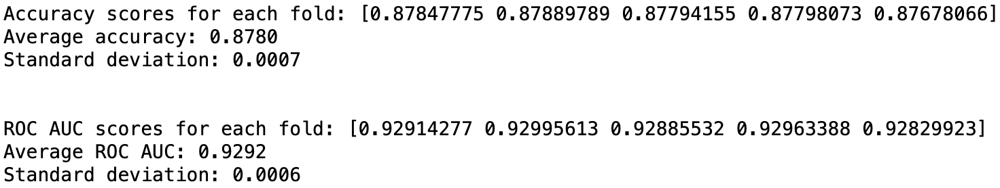 Accuracy scores for each fold: [0.87847775 0.87889789 0.87794155 0.87798073 0.87678066]
Average accuracy: 0.8780
Standard deviation: 0.0007
ROC AUC scores for each fold: [0.92914277 0.92995613 0.92885532 0.92963388 0.92829923]
Average ROC AUC: 0.9292
Standard deviation: 0.0006